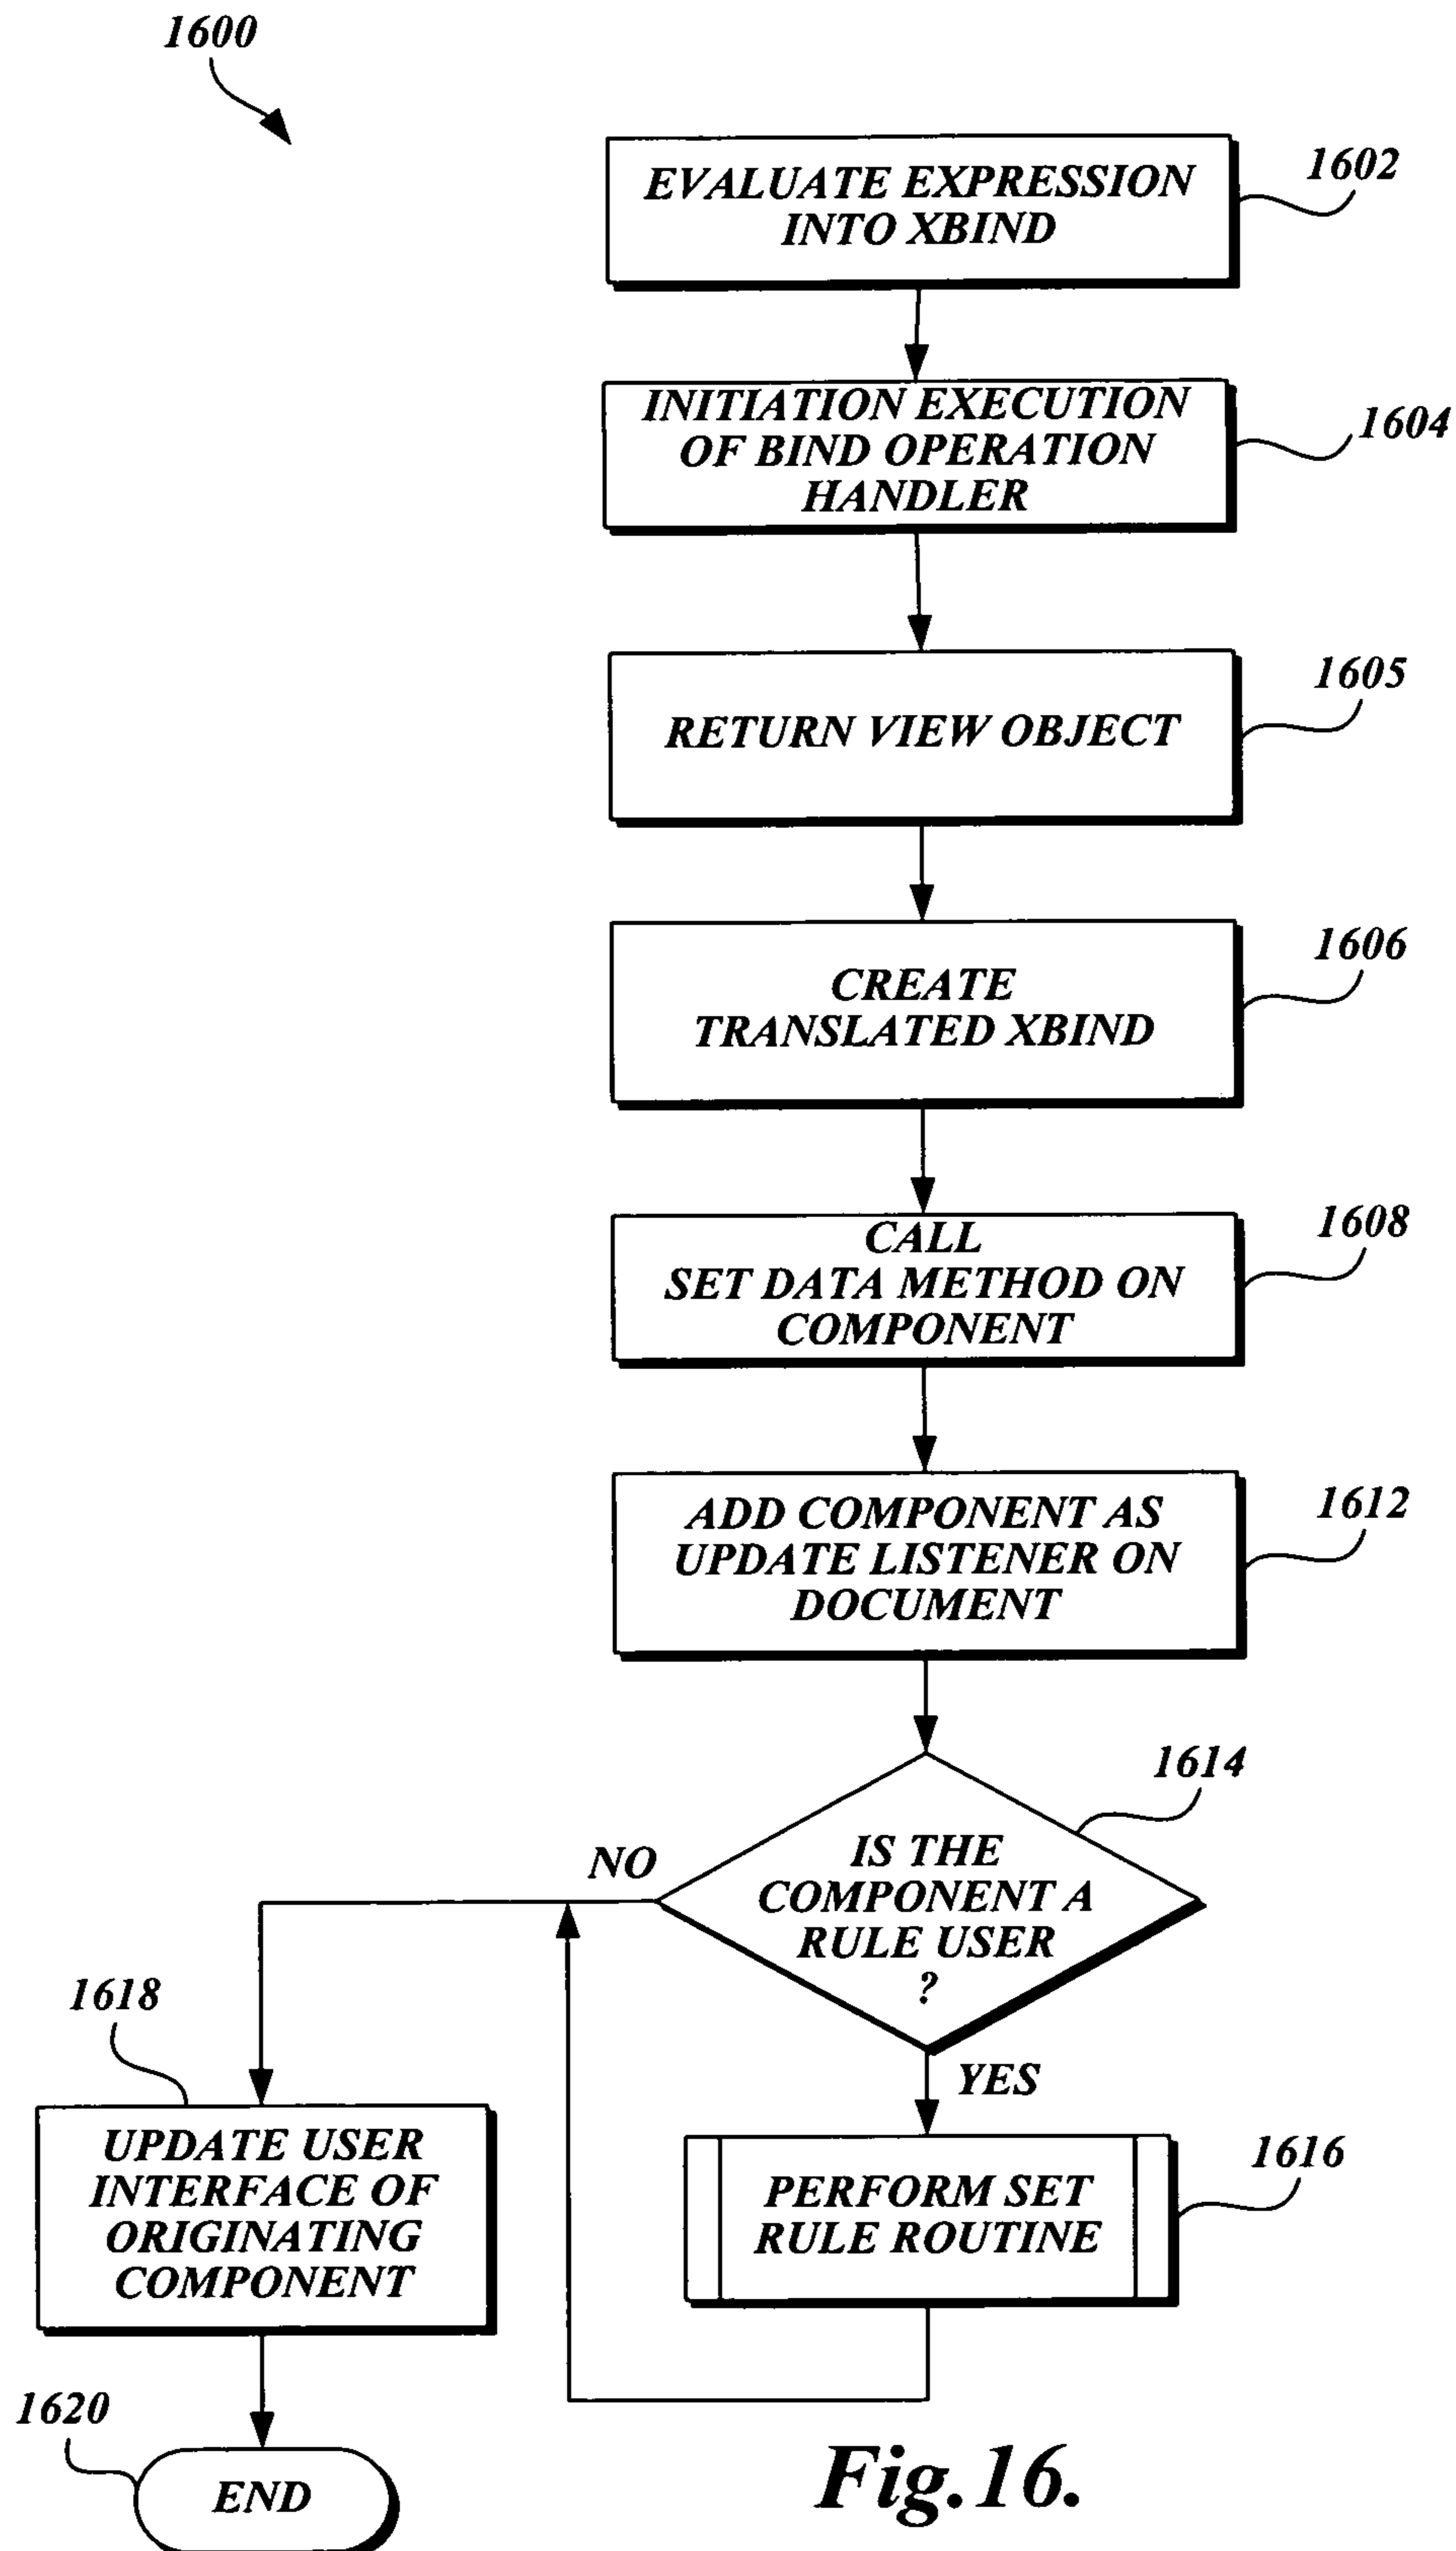 1600
EVALUATE EXPRESSION
INTO XBIND
1602
INITIATION EXECUTION
OF BIND OPERATION
HANDLER
1604
RETURN VIEW OBJECT
1605
CREATE
TRANSLATED XBIND
1606
CALL
SET DATA METHOD ON
COMPONENT
1608
ADD COMPONENT AS
UPDATE LISTENER ON
DOCUMENT
1612
IS THE
COMPONENT A
RULE USER
?
1614
NO
YES
PERFORM SET
RULE ROUTINE
1616
1618
UPDATE USER
INTERFACE OF
ORIGINATING
COMPONENT
1620
END
Fig.16.